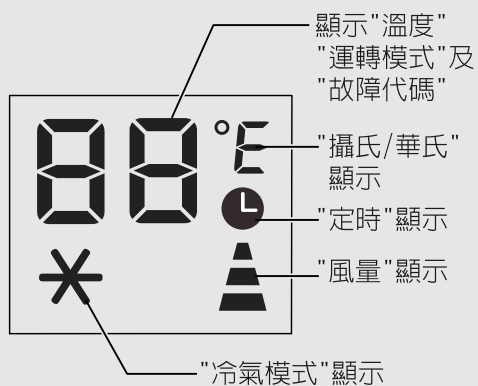 顯示"溫度"
"運轉模式"及
"故障代碼"
88°E
"攝氏/華氏"
顯示
"定時"顯示
"風量"顯示
"冷氣模式"顯示